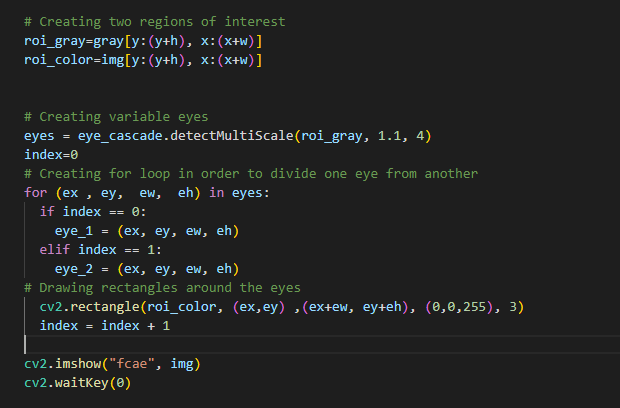 # Creating two regions of interest
roi_gray=gray[y:(y+h), x:(x+w)]
roi_color=img[y:(y+h), x:(x+w)]
# Creating variable eyes
eyes = eye_cascade.detectMultiScale(roi_gray, 1.1, 4)
index=0
# Creating for loop in order to divide one eye from another
for (ex , ey,  ew,  eh) in eyes:
  if index == 0:
    eye_1 = (ex, ey, ew, eh)
  elif index == 1:
    eye_2 = (ex, ey, ew, eh)
# Drawing rectangles around the eyes
  cv2.rectangle(roi_color, (ex,ey) ,(ex+ew, ey+eh), (0,0,255), 3)
  index = index + 1
cv2.imshow("fcae", img)
cv2.waitKey(0)